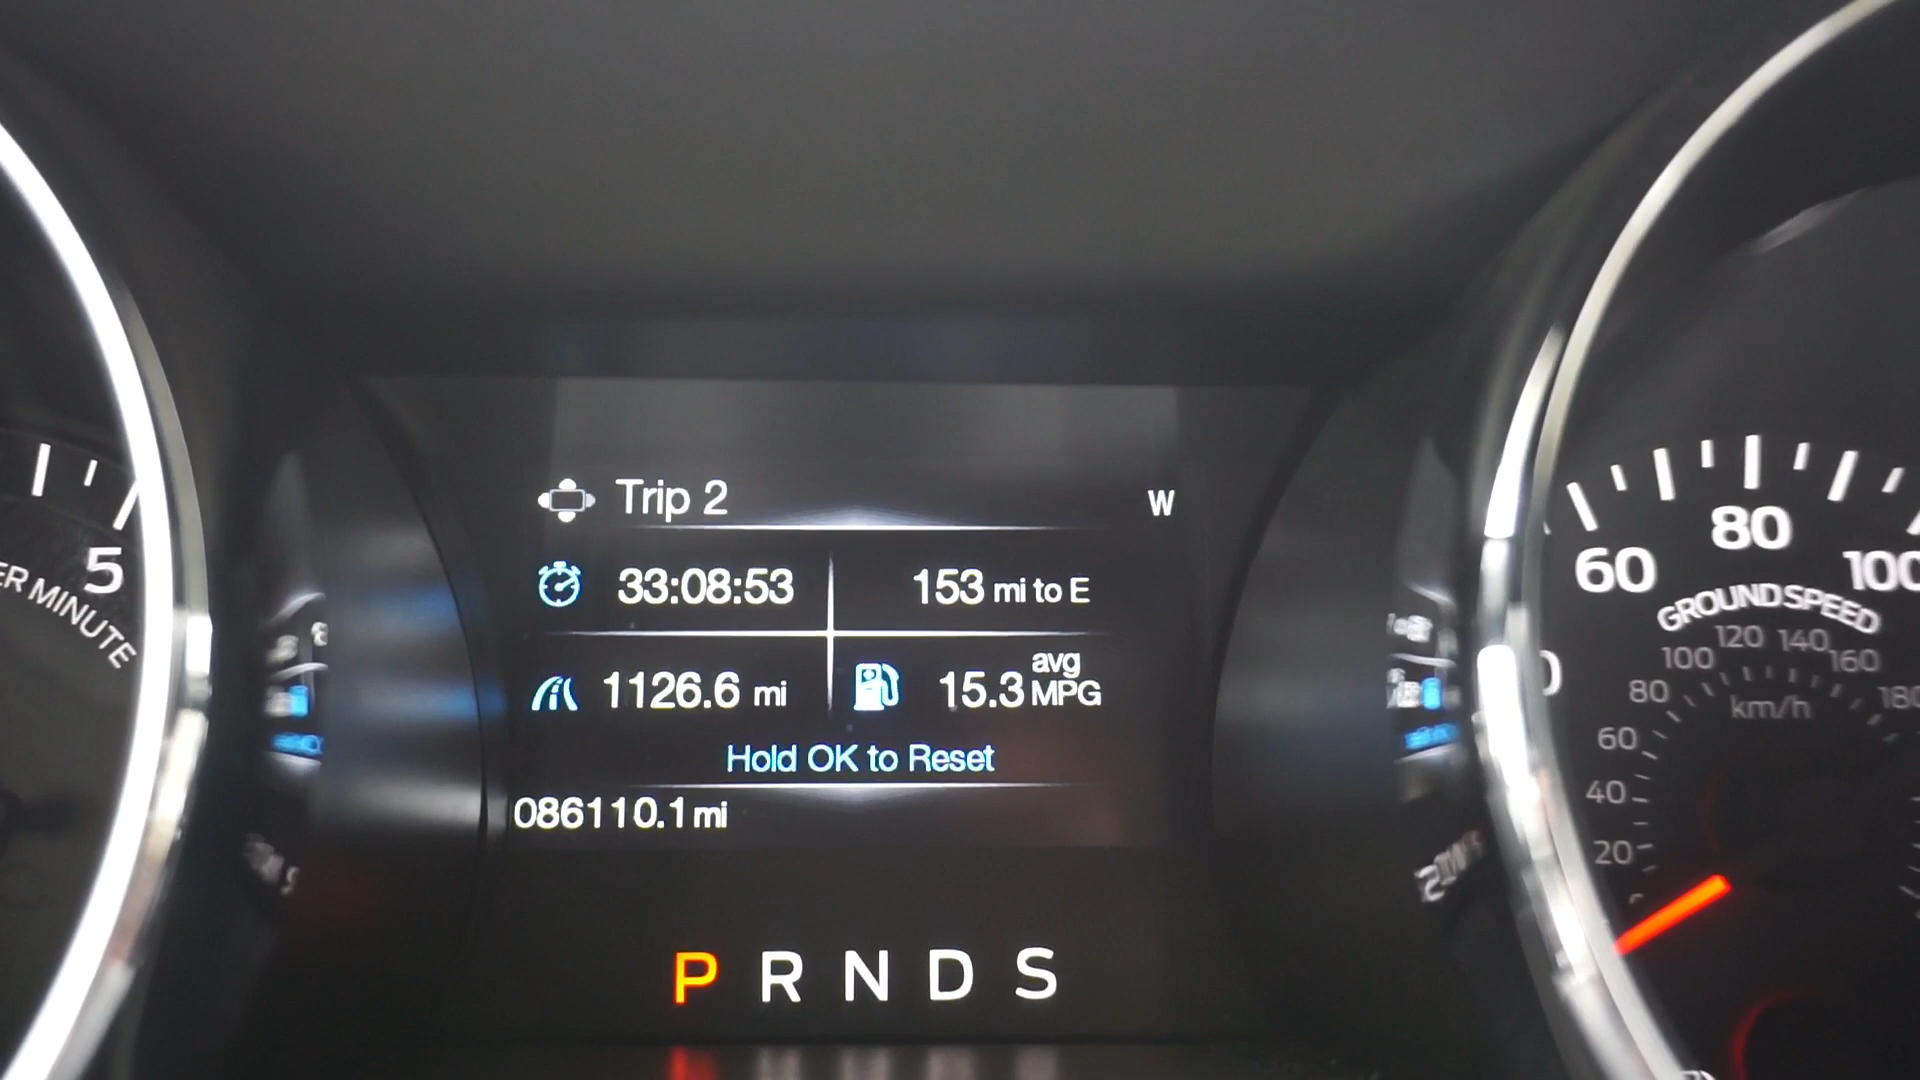 Trip 2 W
33:08:53 153 mi to E
1126.6 mi 15.3 avg MPG
Hold OK to Reset
086110.1 mi
P R N D S
5
ER MINUTE
60 80 100
GROUNDSPEED
20 40 60 80 100 120 140 160 180
km/h